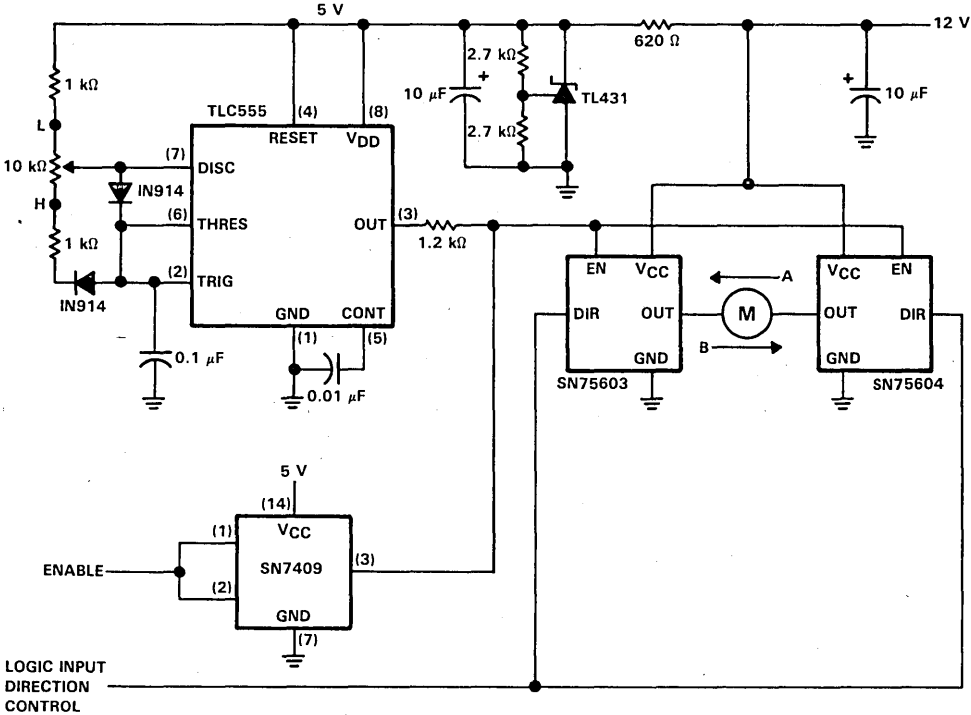 5 V
12 V
620 Ω
1 kΩ
L
10 kΩ
H
1 kΩ
IN914
IN914
0.1 μF
TLC555
(4)
(8)
RESET
VDD
(7)
DISC
(6)
THRES
(2)
TRIG
OUT
(3)
1.2 kΩ
GND
CONT
(1)
(5)
0.01 μF
10 μF
+
2.7 kΩ
2.7 kΩ
TL431
+
10 μF
EN
VCC
DIR
OUT
GND
SN75603
A
M
B
VCC
EN
OUT
DIR
GND
SN75604
5 V
(14)
VCC
(1)
(2)
SN7409
(3)
GND
(7)
ENABLE
LOGIC INPUT
DIRECTION
CONTROL